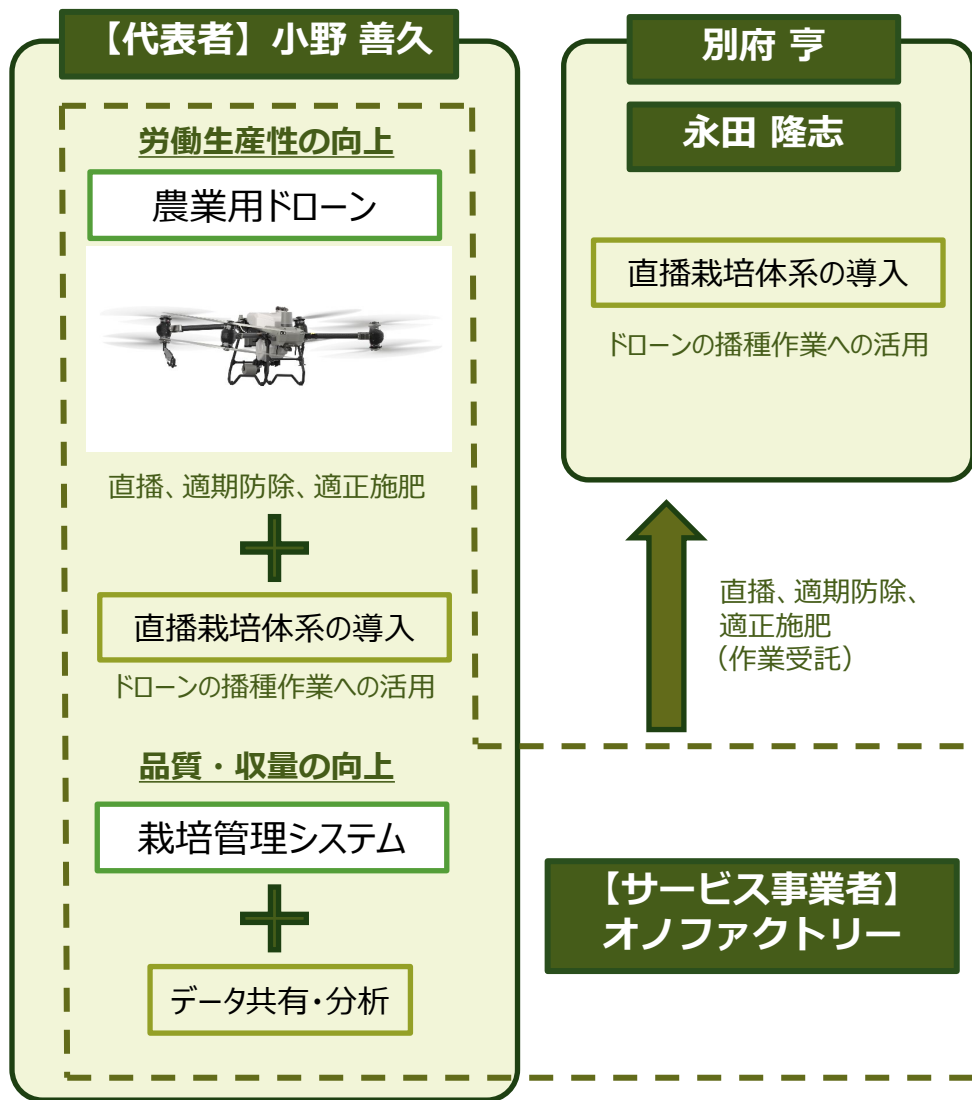 【代表者】小野 善久
労働生産性の向上
農業用ドローン
直播、適期防除、適正施肥
直播栽培体系の導入
ドローンの播種作業への活用
品質・収量の向上
栽培管理システム
データ共有・分析
別府 亨
永田 隆志
直播栽培体系の導入
ドローンの播種作業への活用
直播、適期防除、
適正施肥
（作業受託）
【サービス事業者】
オノファクトリー